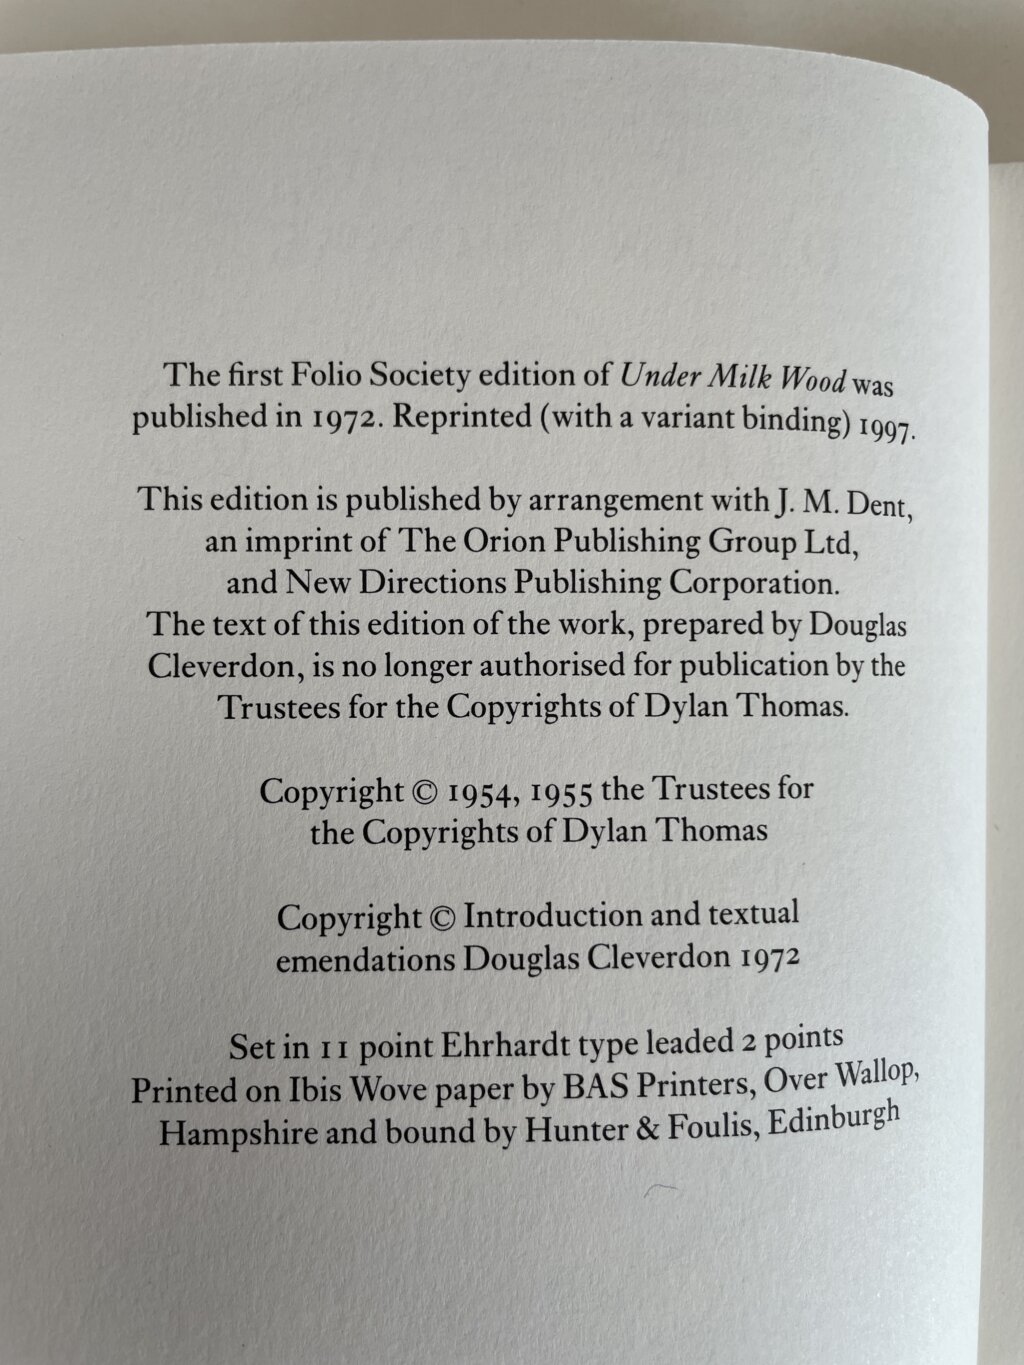 The first Folio Society edition of Under Milk Wood was
published in 1972. Reprinted (with a variant binding) 1997.
This edition is published by arrangement with J. M. Dent,
an imprint of The Orion Publishing Group Ltd,
and New Directions Publishing Corporation.
The text of this edition of the work, prepared by Douglas
Cleverdon, is no longer authorised for publication by the
Trustees for the Copyrights of Dylan Thomas.
Copyright © 1954, 1955 the Trustees for
the Copyrights of Dylan Thomas
Copyright © Introduction and textual
emendations Douglas Cleverdon 1972
Set in 11 point Ehrhardt type leaded 2 points
Printed on Ibis Wove paper by BAS Printers, Over Wallop,
Hampshire and bound by Hunter & Foulis, Edinburgh